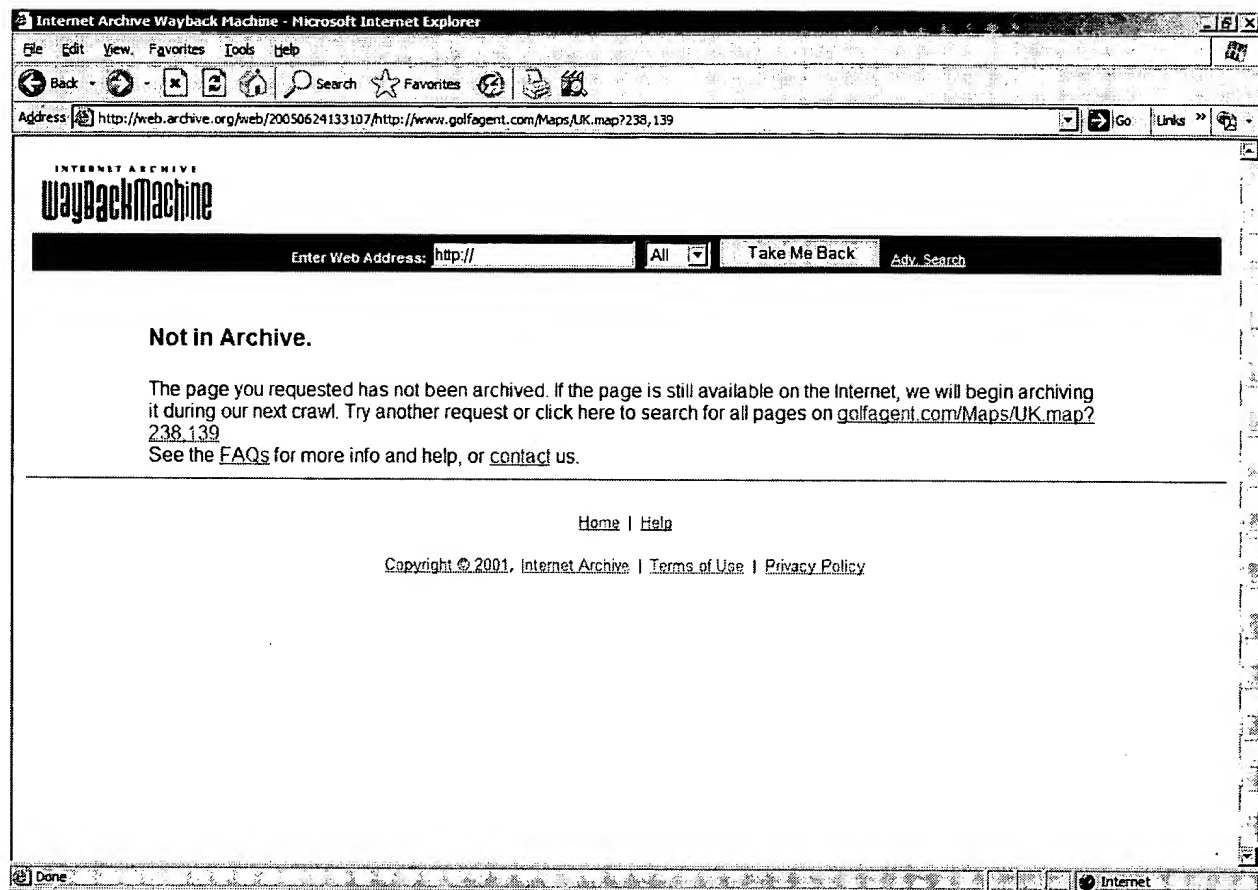 Internet Archive Wayback Machine - Microsoft Internet Explorer
File Edit View Favorites Tools Help
Back Search Favorites
Address http://web.archive.org/web/20050624133107/http://www.golfagent.com/Maps/UK.map?238,139 Go Links »
INTERNET ARCHIVE
WayBackMachine
Enter Web Address: http:// All Take Me Back Adv. Search
Not in Archive.
The page you requested has not been archived. If the page is still available on the Internet, we will begin archiving
it during our next crawl. Try another request or click here to search for all pages on golfagent.com/Maps/UK.map?
238,139
See the FAQs for more info and help, or contact us.
Home | Help
Copyright © 2001, Internet Archive | Terms of Use | Privacy Policy
Done Internet